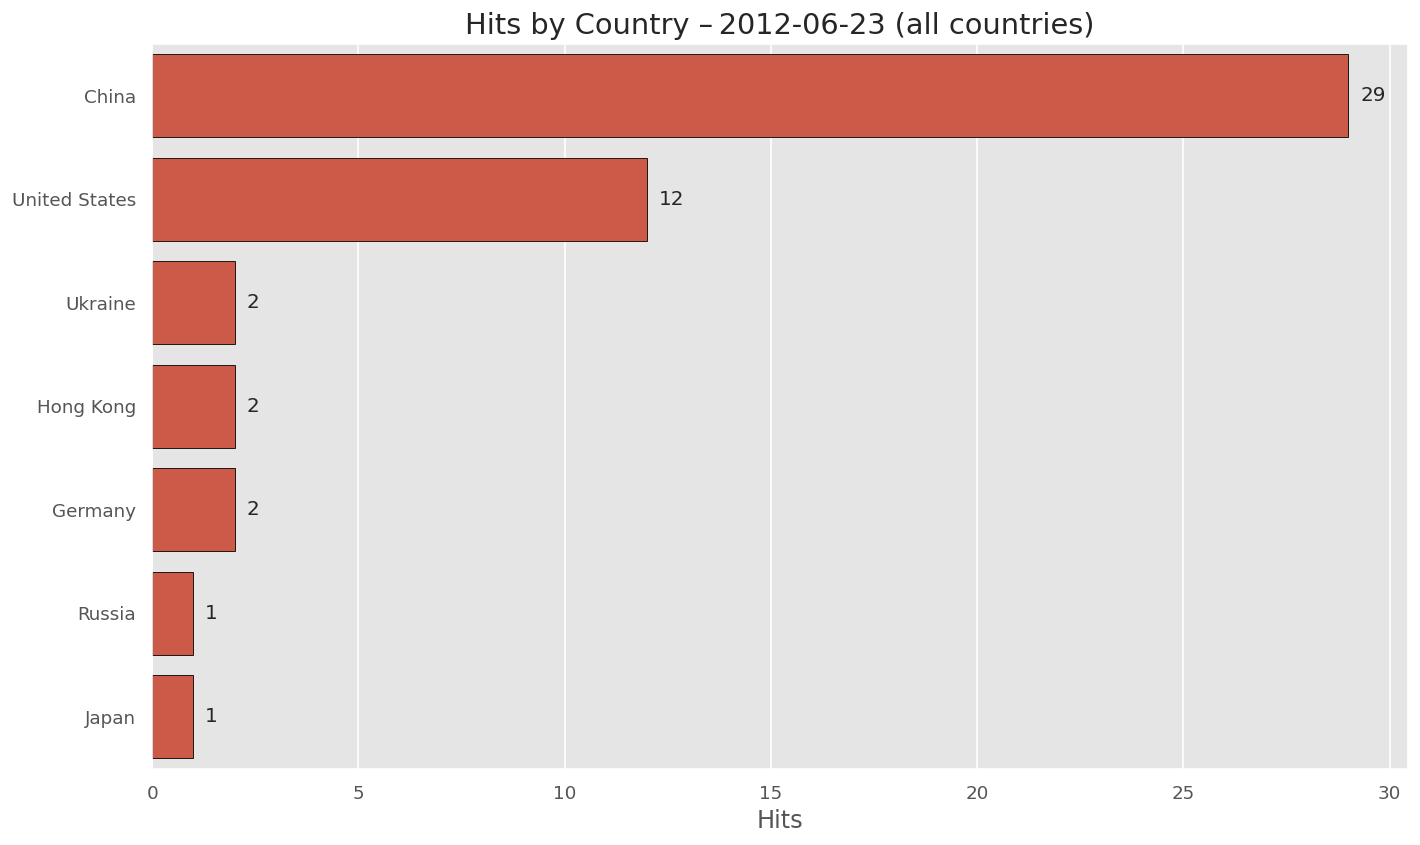 Hits by Country – 2012-06-23 (all countries)
China 29
United States 12
Ukraine 2
Hong Kong 2
Germany 2
Russia 1
Japan 1
0 5 10 15 20 25 30
Hits